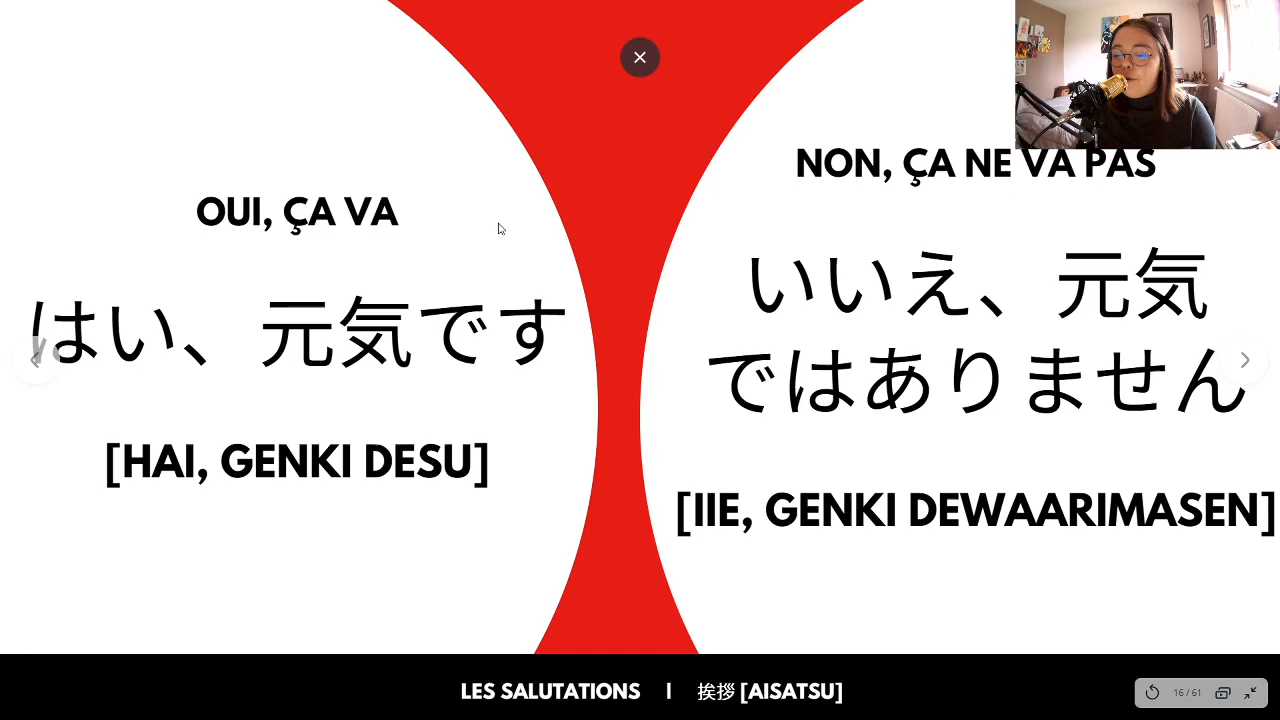 OUI, ÇA VA
はい、元気です
[HAI, GENKI DESU]
NON, ÇA NE VA PAS
いいえ、元気
ではありません
[IIE, GENKI DEWAARIMASEN]
LES SALUTATIONS | 挨拶 [AISATSU]
16 / 61